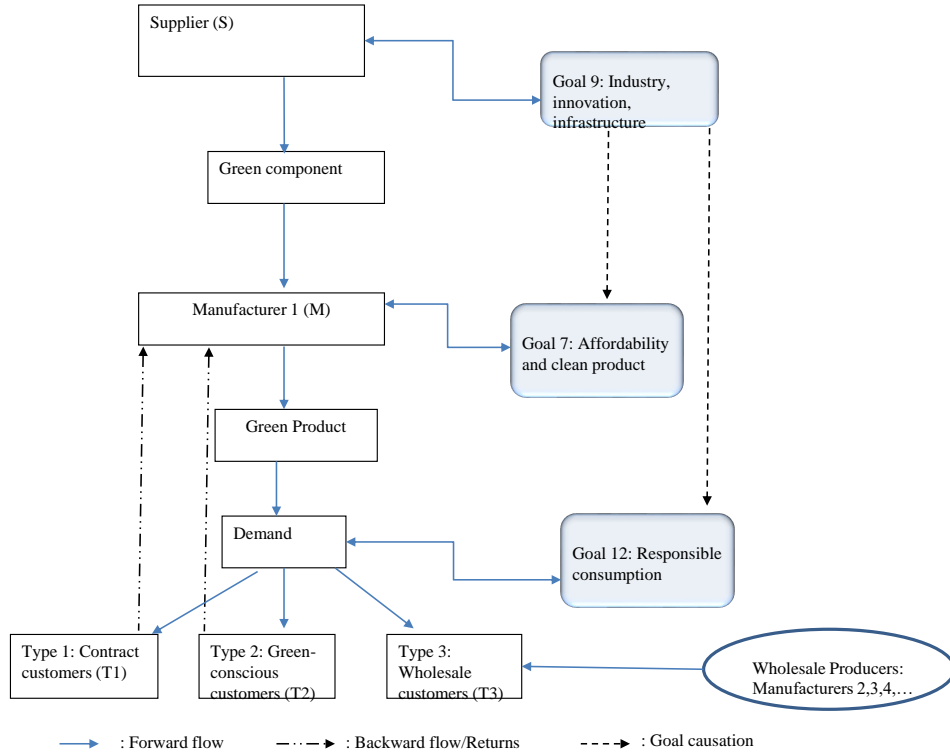 Supplier (S)
Goal 9: Industry,
innovation,
infrastructure
Green component
Manufacturer 1 (M)
Goal 7: Affordability
and clean product
Green Product
Demand
Goal 12: Responsible
consumption
Type 1: Contract
customers (T1)
Type 2: Green-
conscious
customers (T2)
Type 3:
Wholesale
customers (T3)
Wholesale Producers:
Manufacturers 2,3,4,…
: Forward flow
: Backward flow/Returns
: Goal causation